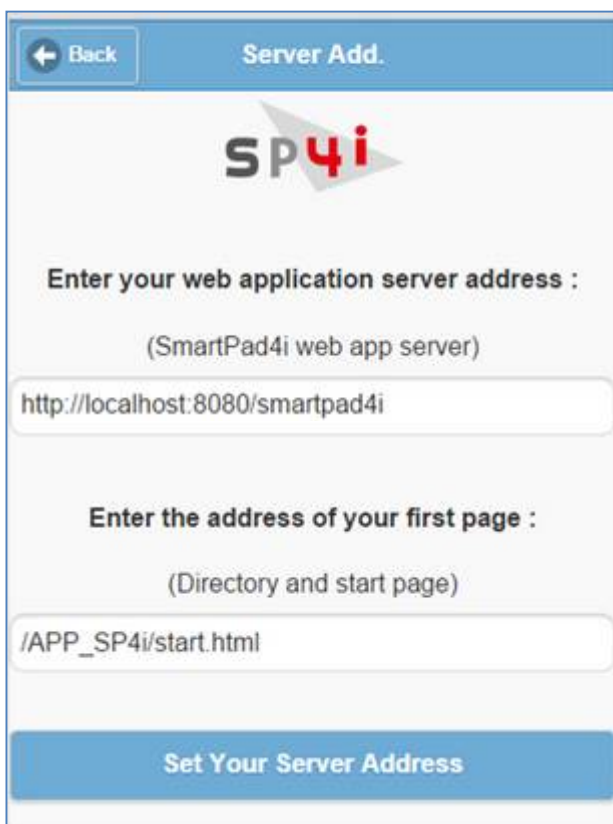 Back
Server Add.
SP4i
Enter your web application server address :
(SmartPad4i web app server)
http://localhost:8080/smartpad4i
Enter the address of your first page :
(Directory and start page)
/APP_SP4i/start.html
Set Your Server Address